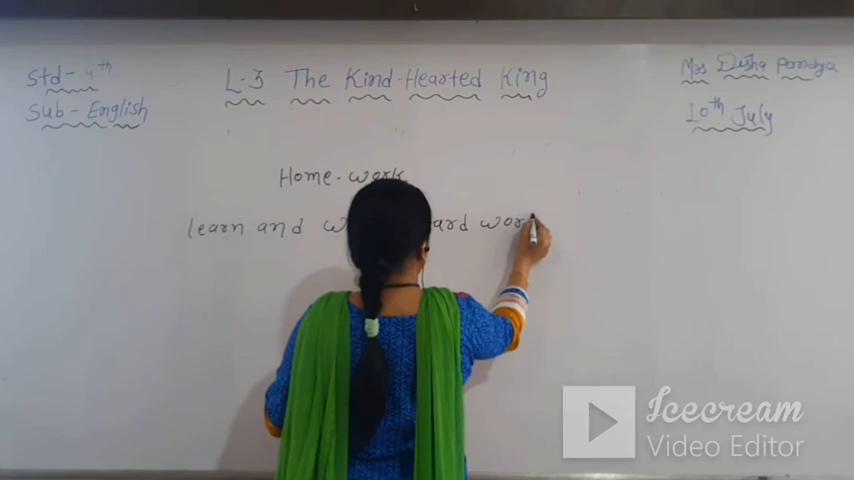 Std- 4th
Sub- English
L-3 The Kind-Hearted King
Mrs Disha Pandya
10th July
Home-work
learn and ard wor
Icecream
Video Editor